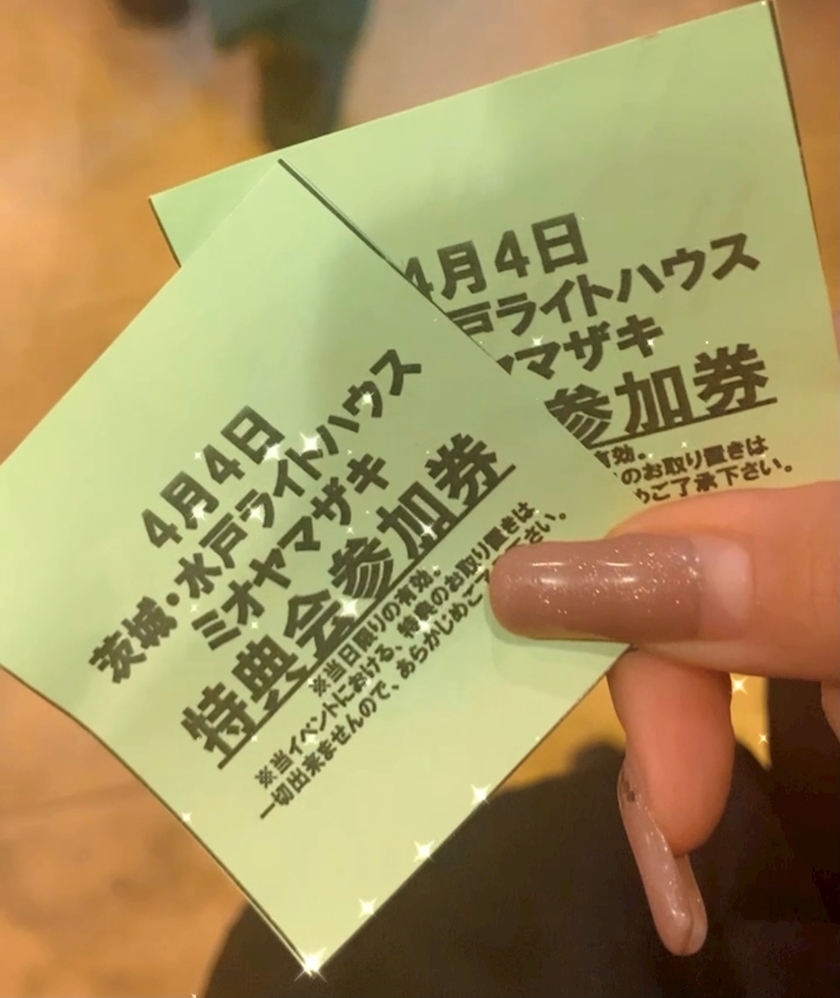 4月4日
茨城・水戸ライトハウス
ミオヤマザキ
特典会参加券
※当日限りの有効。
※当イベントにおける、特典のお取り置きは
一切出来ませんので、あらかじめご了下さい。
4月4日
戸ライトハウス
マザキ
参加券
有効。
のお取り置きは
めご了承下さい。